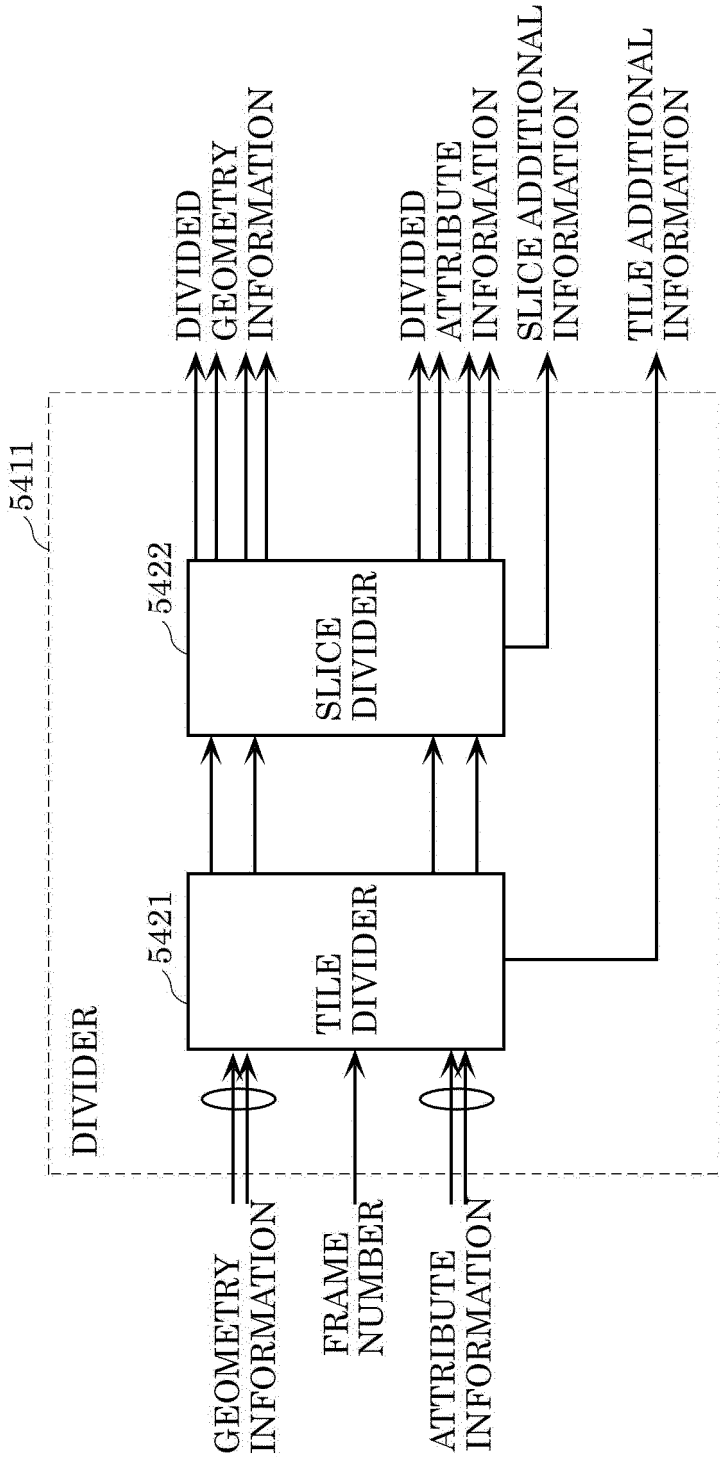 5411
DIVIDER
GEOMETRY
INFORMATION
FRAME
NUMBER
ATTRIBUTE
INFORMATION
5421
TILE
DIVIDER
5422
SLICE
DIVIDER
DIVIDED
GEOMETRY
INFORMATION
DIVIDED
ATTRIBUTE
INFORMATION
SLICE ADDITIONAL
INFORMATION
TILE ADDITIONAL
INFORMATION